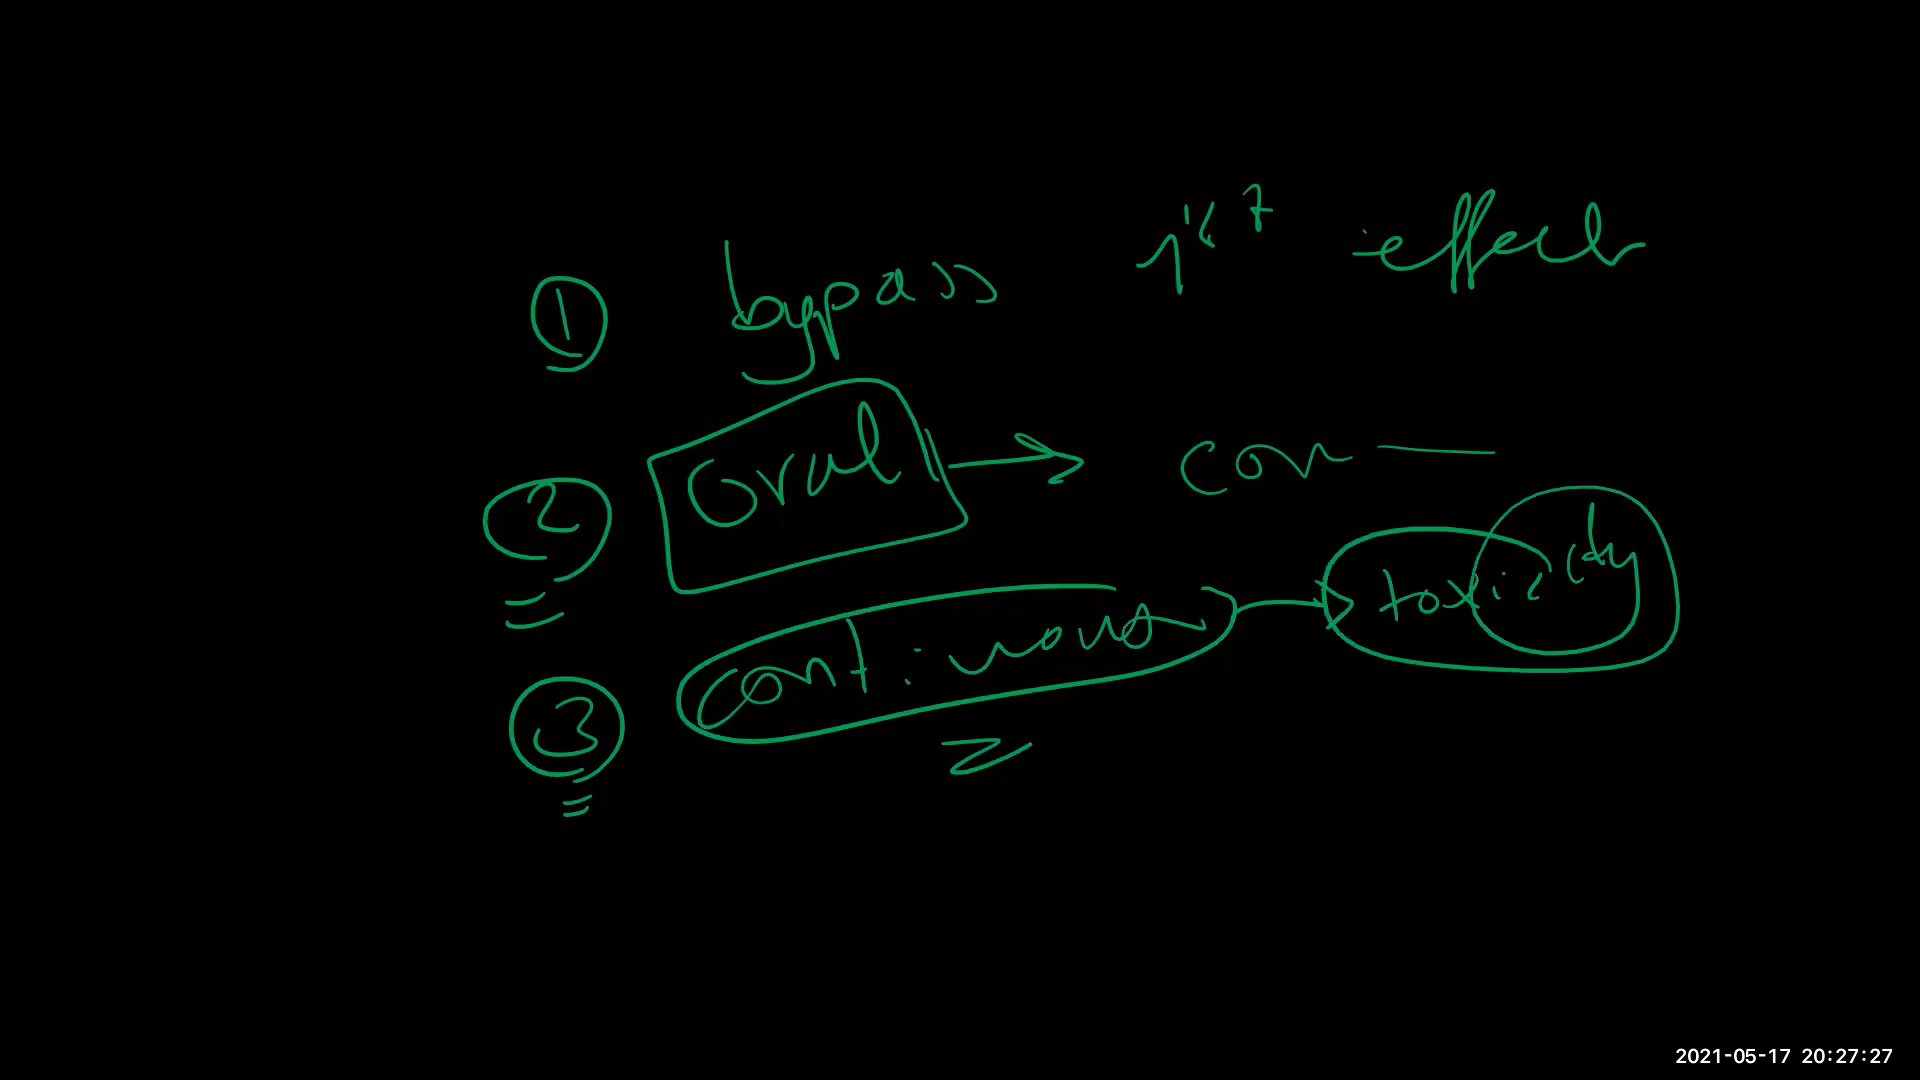 ① bypass 1st effect
② oral → con —
③ continuous → toxicity
2021-05-17 20:27:27